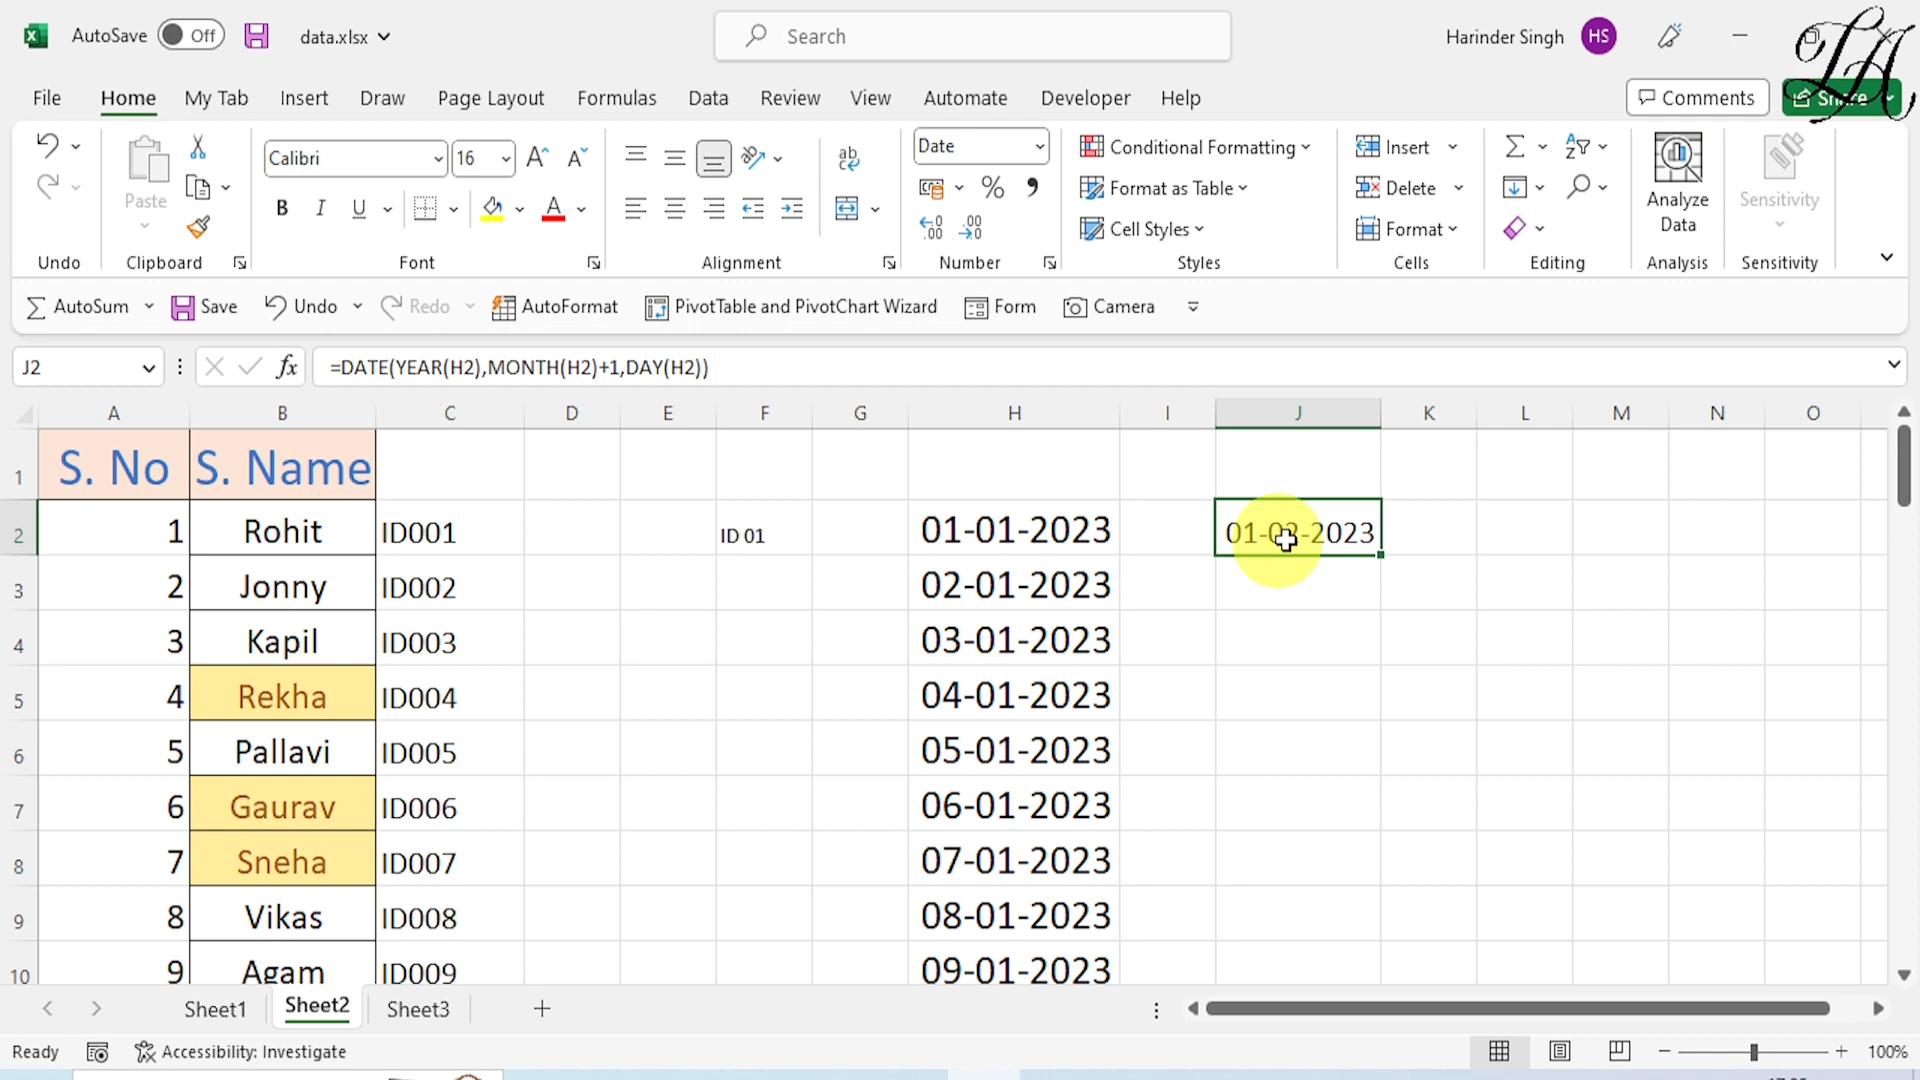 AutoSave Off data.xlsx Search Harinder Singh HS LA
File Home My Tab Insert Draw Page Layout Formulas Data Review View Automate Developer Help Comments Share
Paste Calibri 16 Date Conditional Formatting Insert Analyze Data Sensitivity
Format as Table Delete
B I U A % Cell Styles Format
Undo Clipboard Font Alignment Number Styles Cells Editing Analysis Sensitivity
AutoSum Save Undo Redo AutoFormat PivotTable and PivotChart Wizard Form Camera
J2 fx =DATE(YEAR(H2),MONTH(H2)+1,DAY(H2))
A B C D E F G H I J K L M N O
1 S. No S. Name
2 1 Rohit ID001 ID 01 01-01-2023
3 2 Jonny ID002 02-01-2023
4 3 Kapil ID003 03-01-2023
5 4 Rekha ID004 04-01-2023
6 5 Pallavi ID005 05-01-2023
7 6 Gaurav ID006 06-01-2023
8 7 Sneha ID007 07-01-2023
9 8 Vikas ID008 08-01-2023
10 9 Agam ID009 09-01-2023
Sheet1 Sheet2 Sheet3
Ready Accessibility: Investigate 100%